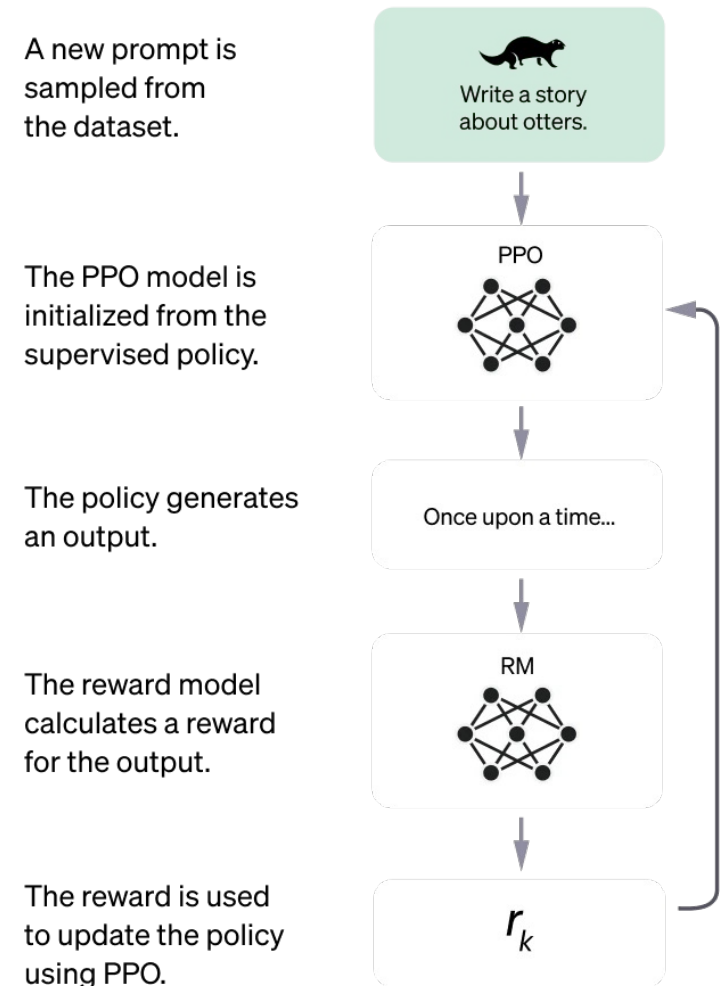 A new prompt is
sampled from
the dataset.
Write a story
about otters.
The PPO model is
initialized from the
supervised policy.
PPO
The policy generates
an output.
Once upon a time...
The reward model
calculates a reward
for the output.
RM
The reward is used
to update the policy
using PPO.
rk